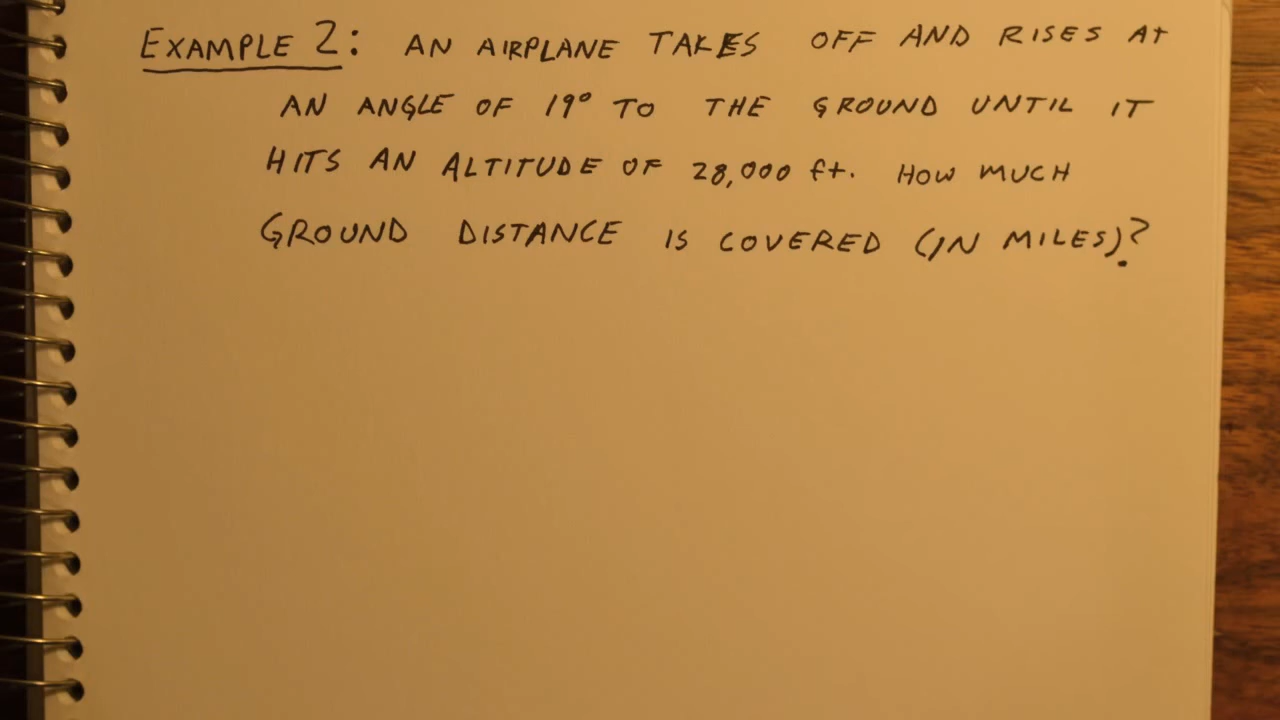 EXAMPLE 2: AN AIRPLANE TAKES OFF AND RISES AT
AN ANGLE OF 19° TO THE GROUND UNTIL IT
HITS AN ALTITUDE OF 28,000 ft. HOW MUCH
GROUND DISTANCE IS COVERED (IN MILES)?